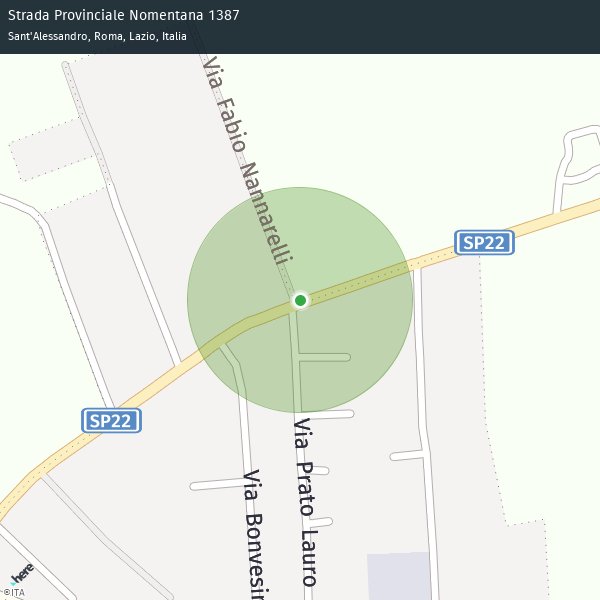 Strada Provinciale Nomentana 1387
Sant'Alessandro, Roma, Lazio, Italia
Via Fabio Nannarelli
SP22
SP22
Via Prato Lauro
Via Bonvesin
here
©ITA